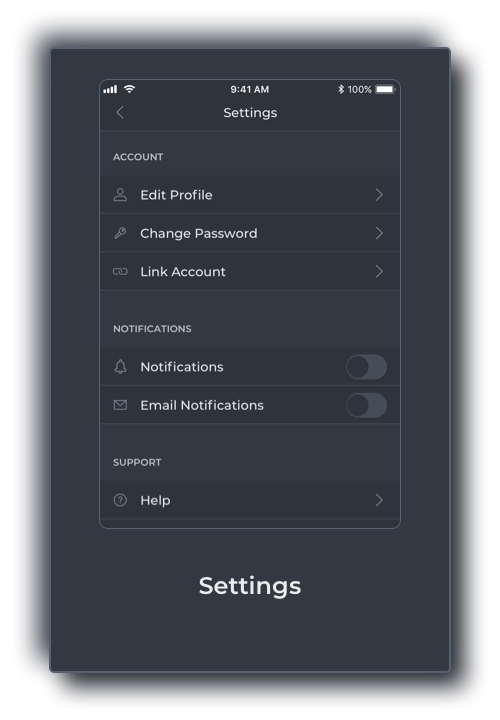 9:41 AM 100%
Settings
ACCOUNT
Edit Profile
Change Password
Link Account
NOTIFICATIONS
Notifications
Email Notifications
SUPPORT
? Help
Settings